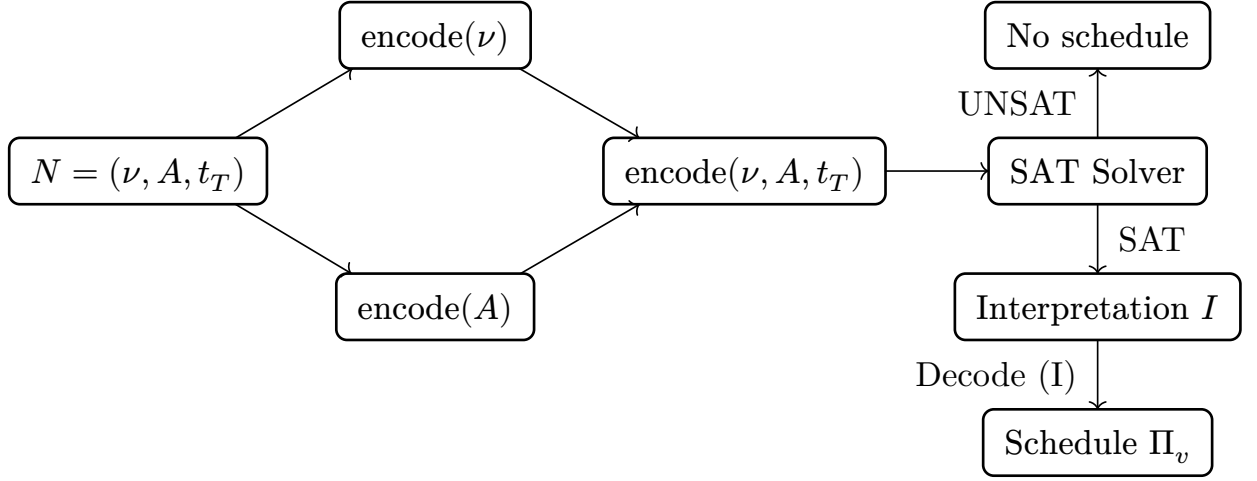 encode(ν)
No schedule
UNSAT
N = (ν, A, t_T)
encode(ν, A, t_T)
SAT Solver
SAT
encode(A)
Interpretation I
Decode (I)
Schedule Π_v